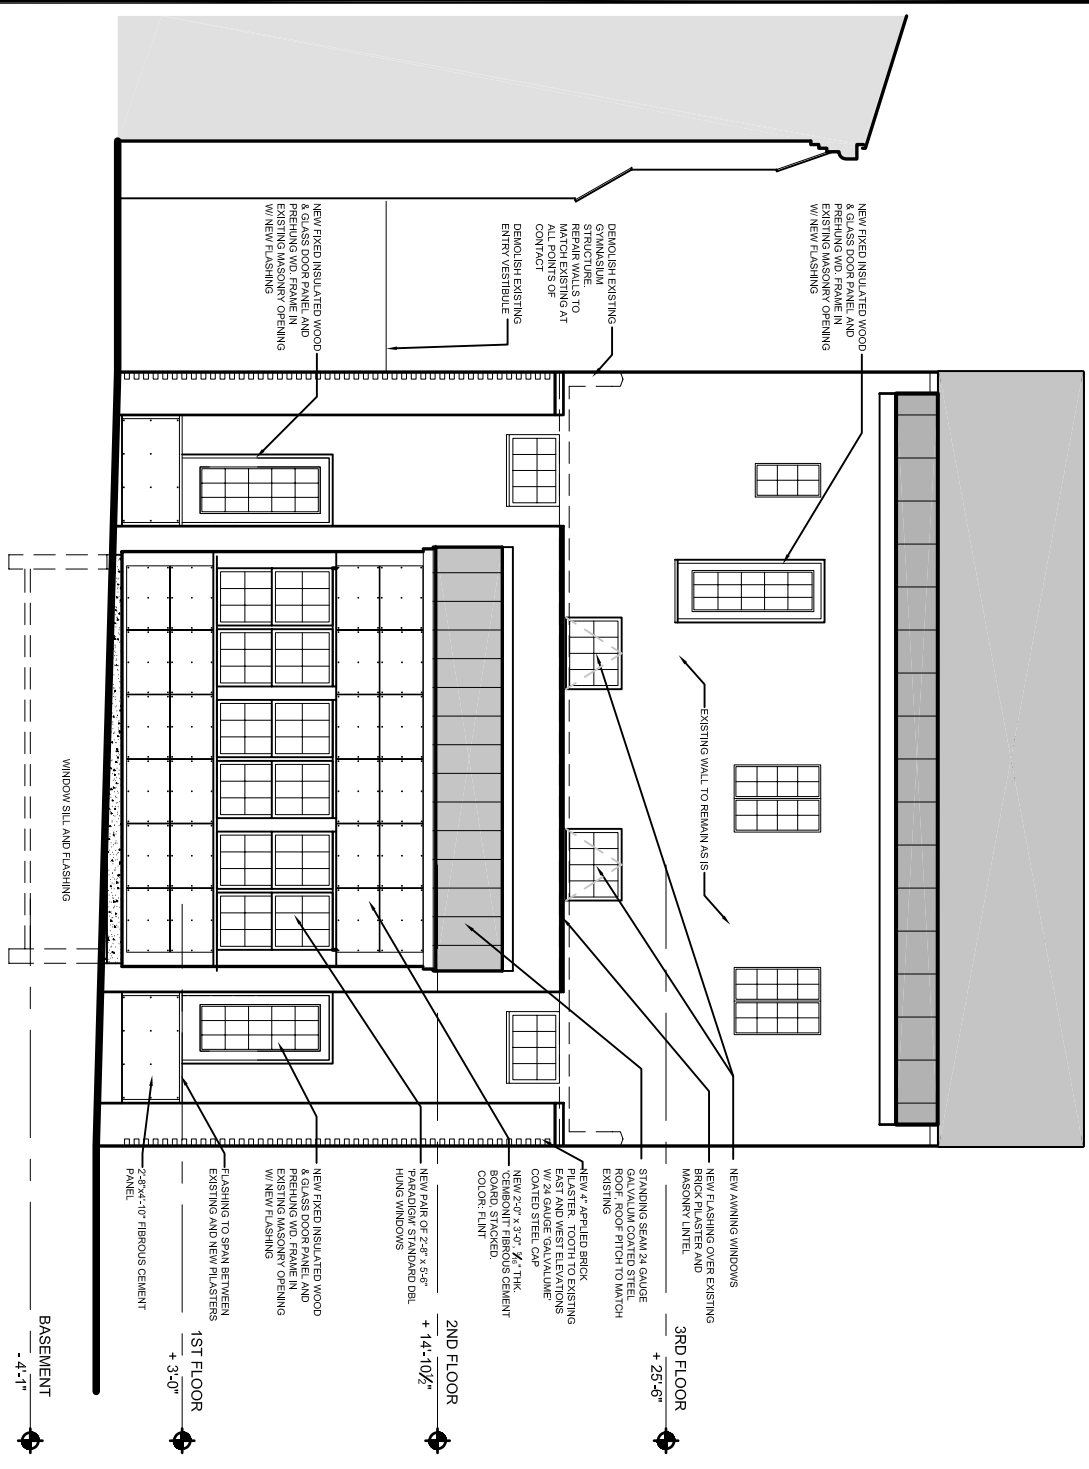 NEW FIXED INSULATED WOOD
& GLASS DOOR PANEL AND
PREHUNG WD. FRAME IN
EXISTING MASONRY OPENING
W/ NEW FLASHING
DEMOLISH EXISTING
GYMNASIUM
STRUCTURE.
REPAIR WALLS TO
MATCH EXISTING AT
ALL POINTS OF
CONTACT
DEMOLISH EXISTING
ENTRY VESTIBULE
NEW FIXED INSULATED WOOD
& GLASS DOOR PANEL AND
PREHUNG WD. FRAME IN
EXISTING MASONRY OPENING
W/ NEW FLASHING
EXISTING WALL TO REMAIN AS IS
WINDOW SILL AND FLASHING
NEW AWNING WINDOWS
NEW FLASHING OVER EXISTING
BRICK PILASTER AND
MASONRY LINTEL
STANDING SEAM 24 GAUGE
GALVALUM COATED STEEL
ROOF, ROOF PITCH TO MATCH
EXISTING
NEW 4" APPLIED BRICK
PILASTER. TOOTH TO EXISTING
EAST AND WEST ELEVATIONS
W/ 24 GAUGE 'GALVALUME'
COATED STEEL CAP
NEW 2'-0" x 3'-0", 5/16" THK.
'CEMBONIT' FIBROUS CEMENT
BOARD, STACKED.
COLOR: FLINT
NEW PAIR OF 2'-8" x 5'-6"
'PARADIGM' STANDARD DBL
HUNG WINDOWS
NEW FIXED INSULATED WOOD
& GLASS DOOR PANEL AND
PREHUNG WD. FRAME IN
EXISTING MASONRY OPENING
W/ NEW FLASHING
FLASHING TO SPAN BETWEEN
EXISTING AND NEW PILASTERS
2'-8"x4'-10" FIBROUS CEMENT
PANEL
3RD FLOOR
+ 25'-6"
2ND FLOOR
+ 14'-10½"
1ST FLOOR
+ 3'-0"
BASEMENT
- 4'-1"